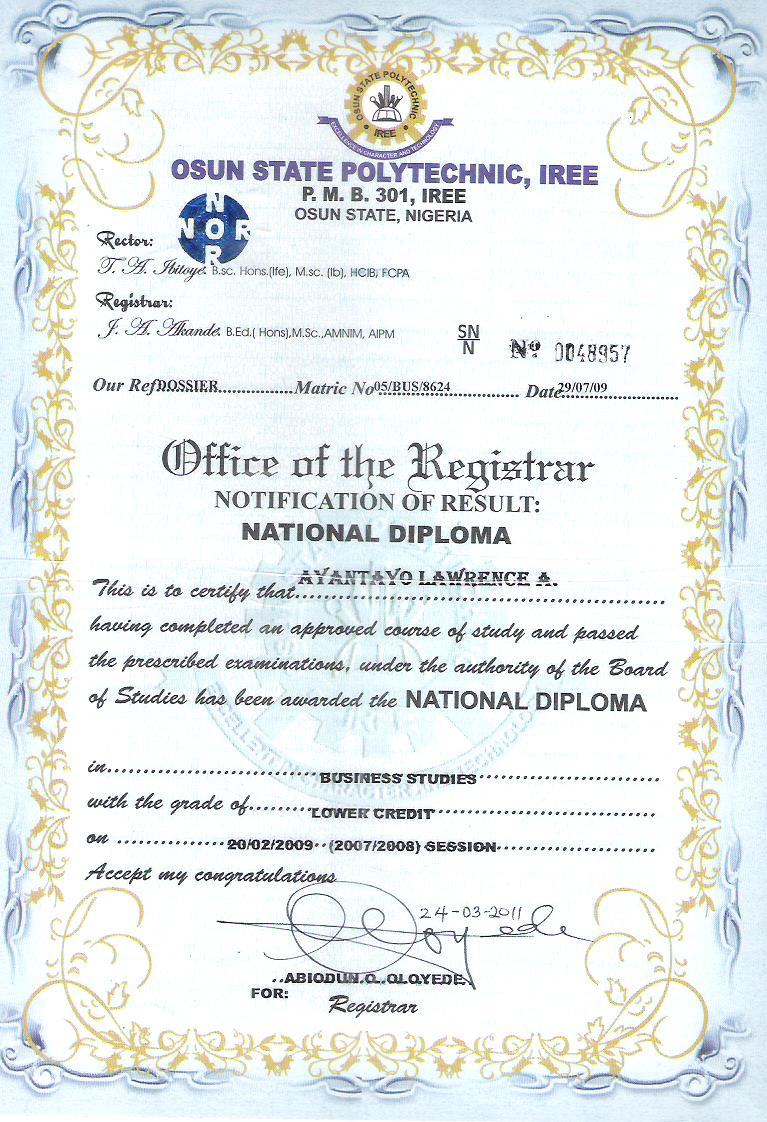 OSUN STATE POLYTECHNIC
IREE
EXCELLENCE IN CHARACTER AND TECHNOLOGY
OSUN STATE POLYTECHNIC, IREE
P. M. B. 301, IREE
OSUN STATE, NIGERIA
N
NOR
R
Rector:
T. A. Ibitoye. B.sc. Hons.(Ife), M.sc. (Ib), HCIB, FCPA
Registrar:
J. A. Akande. B.Ed.( Hons),M.Sc.,AMNIM, AIPM
SN
N
Nº 0048957
Our Ref DOSSIER Matric No 05/BUS/8624 Date 29/07/09
Office of the Registrar
NOTIFICATION OF RESULT:
NATIONAL DIPLOMA
This is to certify that AYANTAYO LAWRENCE A.
having completed an approved course of study and passed
the prescribed examinations, under the authority of the Board
of Studies has been awarded the NATIONAL DIPLOMA
in BUSINESS STUDIES
with the grade of LOWER CREDIT
on 20/02/2009 (2007/2008) SESSION
Accept my congratulations
24-03-2011
ABIODUN.O. OLOYEDE.
FOR: Registrar